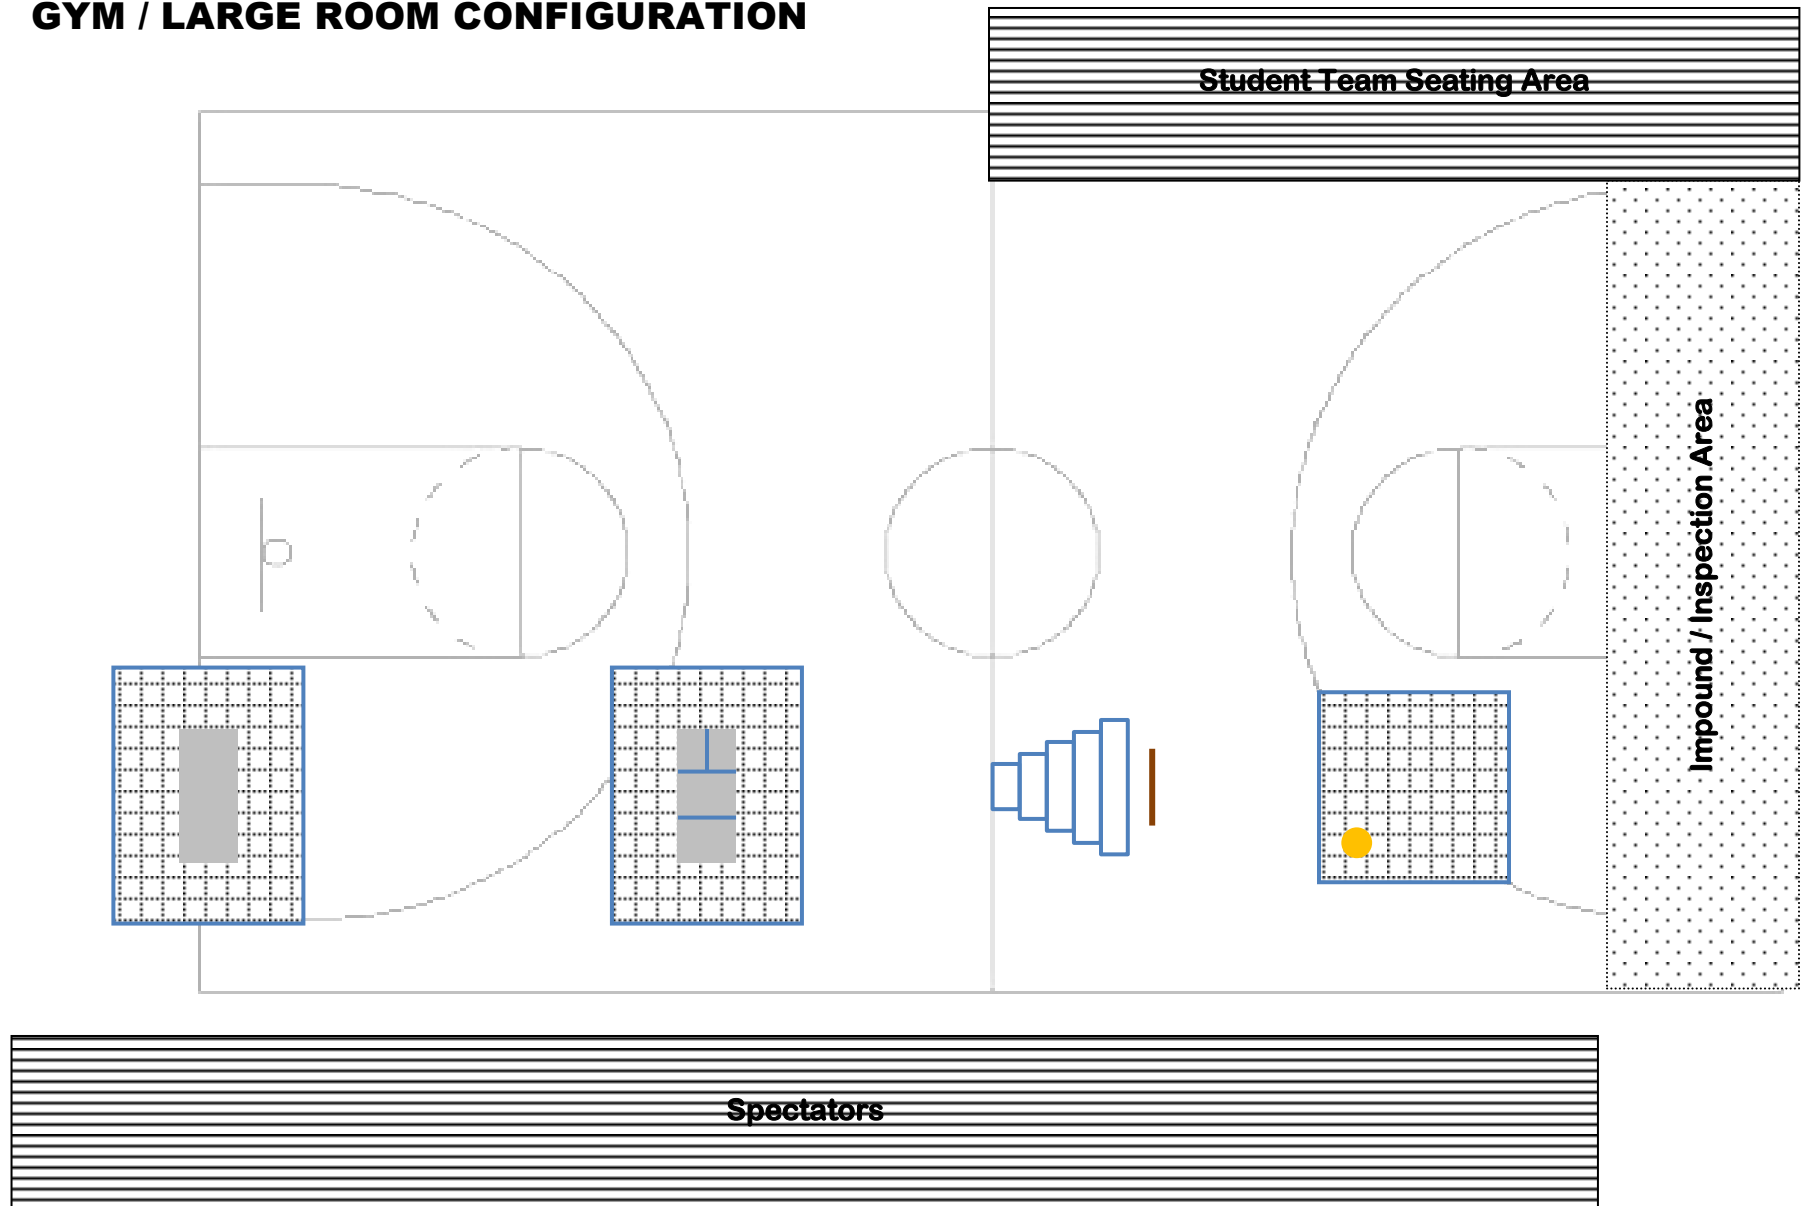 GYM / LARGE ROOM CONFIGURATION
Student Team Seating Area
Impound / Inspection Area
Spectators